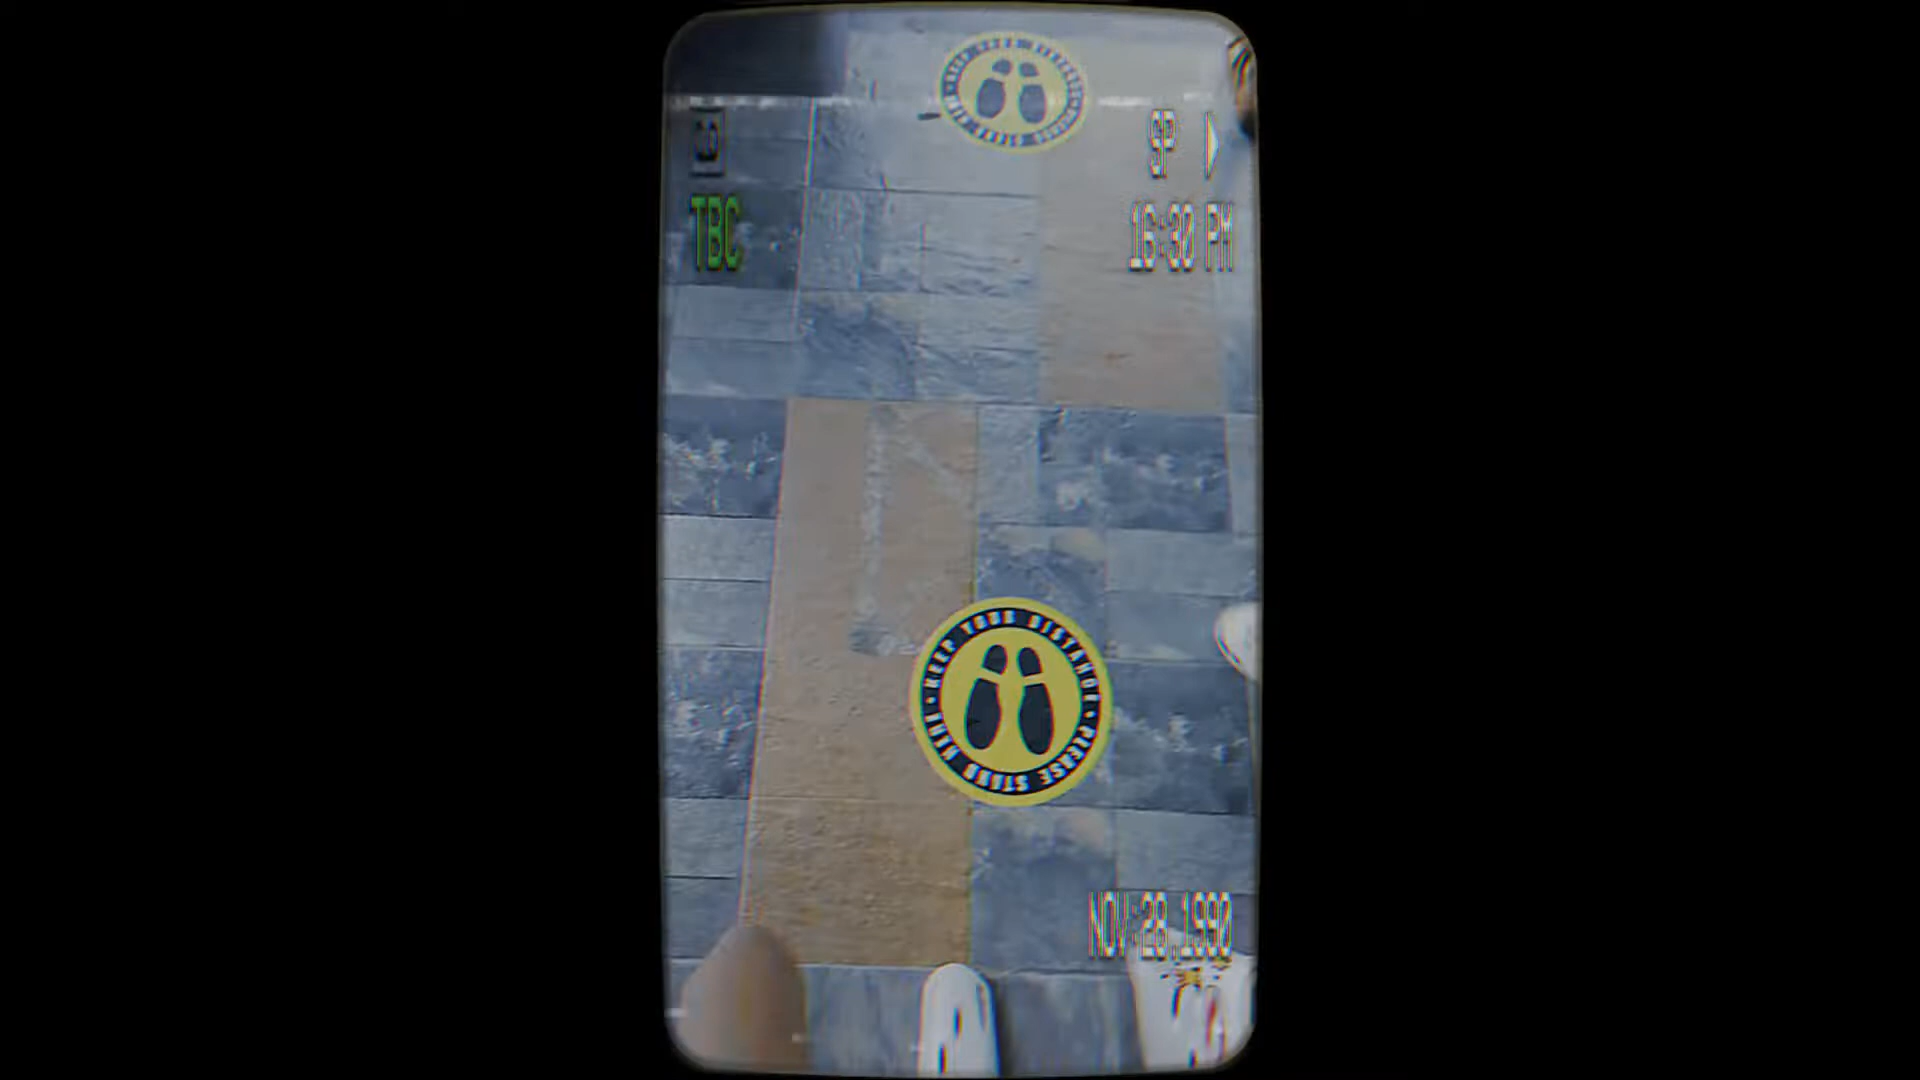 SP
TBC
16:30 PM
KEEP YOUR DISTANCE • PLEASE STAND HERE •
NOV.28,1990